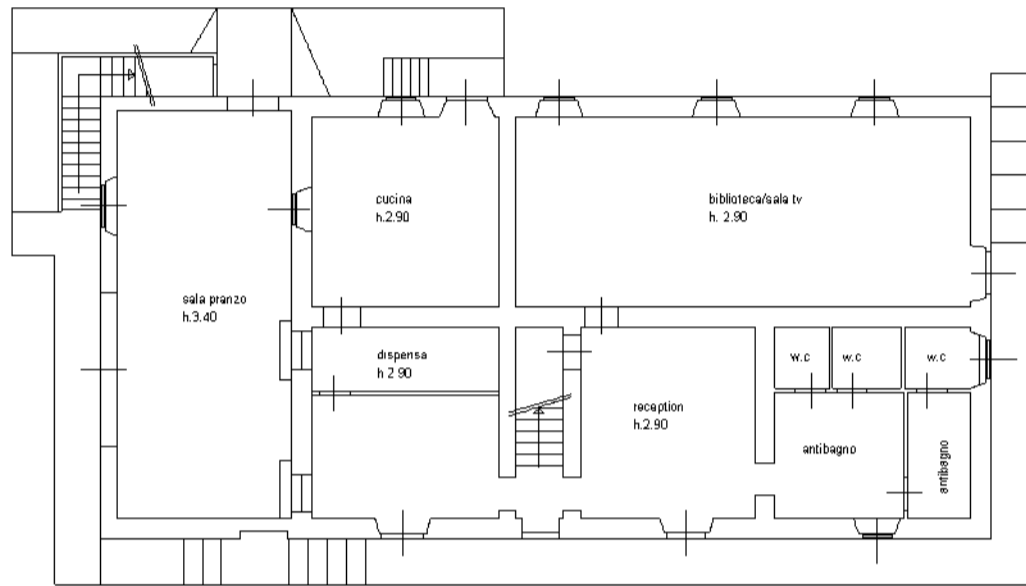 cucina
h.2.90
biblioteca/sala tv
h. 2.90
sala pranzo
h.3.40
dispensa
h 2 90
w.c
w.c
w.c
reception
h.2.90
antibagno
antibagno